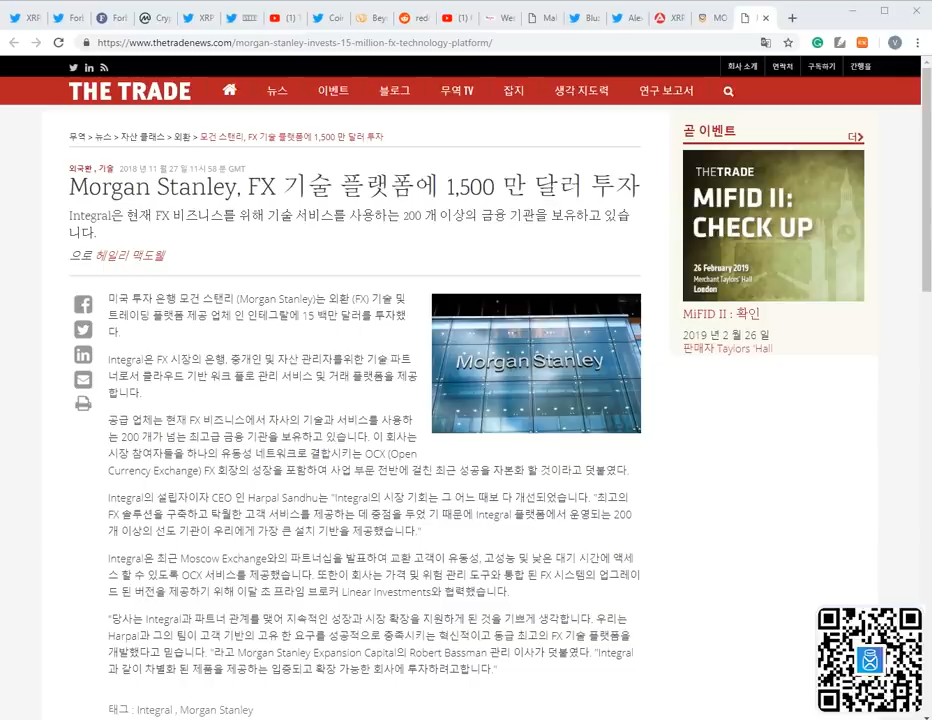 XRP
Forl
Forl
Cry
XRP
(1) T
Coi
Bey
red
(1)
We
Mal
Blu
Ale
XRP
MO
https://www.thetradenews.com/morgan-stanley-invests-15-million-fx-technology-platform/
회사 소개 연락처 구독하기 간행물
THE TRADE
뉴스 이벤트 블로그 무역 TV 잡지 생각 지도력 연구 보고서
무역 > 뉴스 > 자산 클래스 > 외환 > 모건 스탠리, FX 기술 플랫폼에 1,500 만 달러 투자
외국환 , 기술 2018 년 11 월 27 일 11시 58 분 GMT
Morgan Stanley, FX 기술 플랫폼에 1,500 만 달러 투자
Integral은 현재 FX 비즈니스를 위해 기술 서비스를 사용하는 200 개 이상의 금융 기관을 보유하고 있습
니다.
으로 헤일리 맥도웰
미국 투자 은행 모건 스탠리 (Morgan Stanley)는 외환 (FX) 기술 및
트레이딩 플랫폼 제공 업체 인 인테그랄에 15 백만 달러를 투자했
다.
Integral은 FX 시장의 은행, 중개인 및 자산 관리자를위한 기술 파트
너로서 클라우드 기반 워크 플로 관리 서비스 및 거래 플랫폼을 제공
합니다.
공급 업체는 현재 FX 비즈니스에서 자사의 기술과 서비스를 사용하
는 200 개가 넘는 최고급 금융 기관을 보유하고 있습니다. 이 회사는
시장 참여자들을 하나의 유동성 네트워크로 결합시키는 OCX (Open
Currency Exchange) FX 회장의 성장을 포함하여 사업 부문 전반에 걸친 최근 성공을 자본화 할 것이라고 덧붙였다.
Integral의 설립자이자 CEO 인 Harpal Sandhu는 "Integral의 시장 기회는 그 어느 때보 다 개선되었습니다. "최고의
FX 솔루션을 구축하고 탁월한 고객 서비스를 제공하는 데 중점을 두었 기 때문에 Integral 플랫폼에서 운영되는 200
개 이상의 선도 기관이 우리에게 가장 큰 설치 기반을 제공했습니다."
Integral은 최근 Moscow Exchange와의 파트너십을 발표하여 교환 고객이 유동성, 고성능 및 낮은 대기 시간에 액세
스 할 수 있도록 OCX 서비스를 제공했습니다. 또한이 회사는 가격 및 위험 관리 도구와 통합 된 FX 시스템의 업그레이
드 된 버전을 제공하기 위해 이달 초 프라임 브로커 Linear Investments와 협력했습니다.
"당사는 Integral과 파트너 관계를 맺어 지속적인 성장과 시장 확장을 지원하게 된 것을 기쁘게 생각합니다. 우리는
Harpal과 그의 팀이 고객 기반의 고유 한 요구를 성공적으로 충족시키는 혁신적이고 동급 최고의 FX 기술 플랫폼을
개발했다고 믿습니다. "라고 Morgan Stanley Expansion Capital의 Robert Bassman 관리 이사가 덧붙였다. "Integral
과 같이 차별화 된 제품을 제공하는 입증되고 확장 가능한 회사에 투자하려고합니다."
태그 : Integral , Morgan Stanley
Morgan Stanley
곧 이벤트
더>
THETRADE
MIFID II:
CHECK UP
26 February 2019
Merchant Taylors' Hall
London
MiFID II : 확인
2019 년 2 월 26 일
판매자 Taylors 'Hall